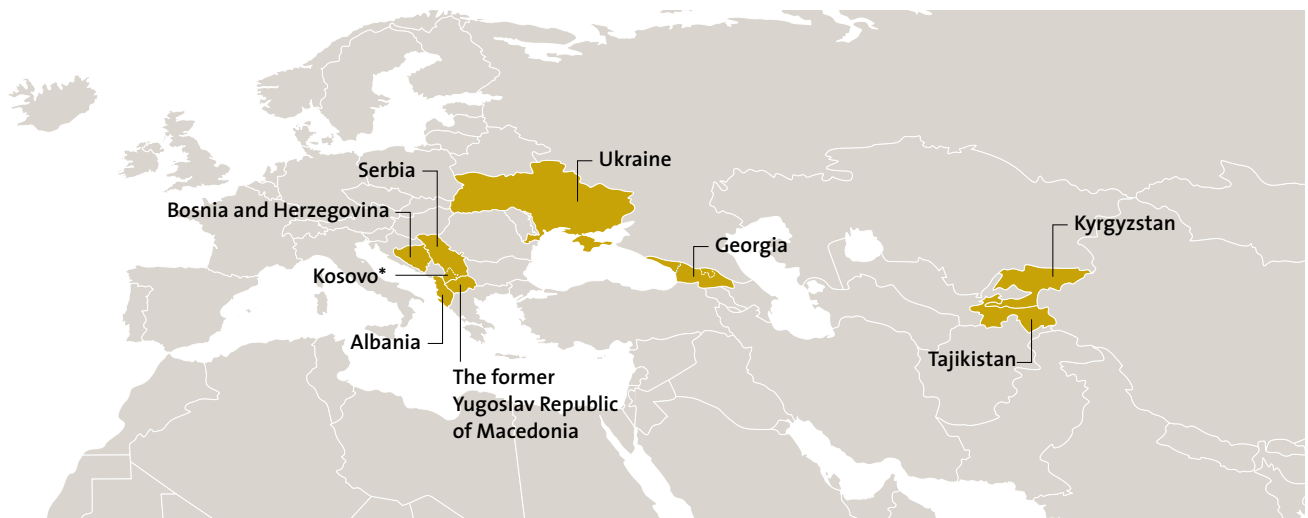 Ukraine
Serbia
Bosnia and Herzegovina
Kyrgyzstan
Georgia
Kosovo*
Albania
Tajikistan
The former
Yugoslav Republic
of Macedonia